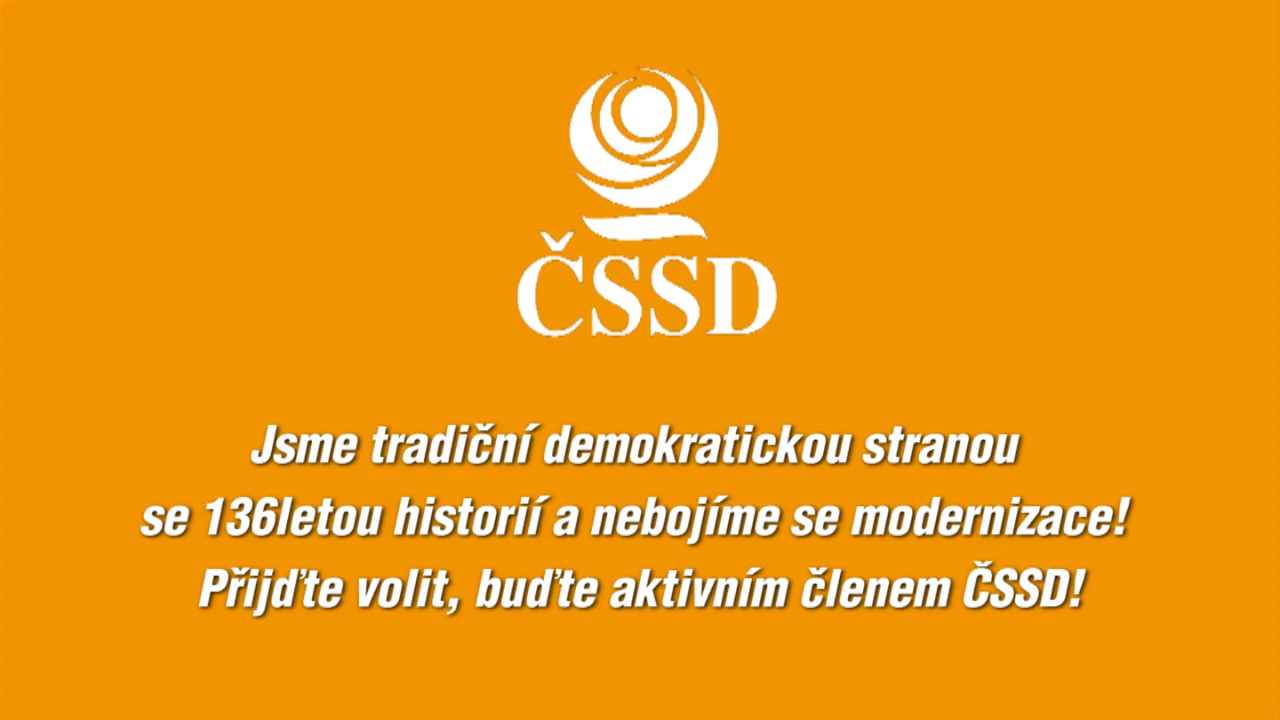 ČSSD
Jsme tradiční demokratickou stranou
se 136letou historií a nebojíme se modernizace!
Přijďte volit, buďte aktivním členem ČSSD!